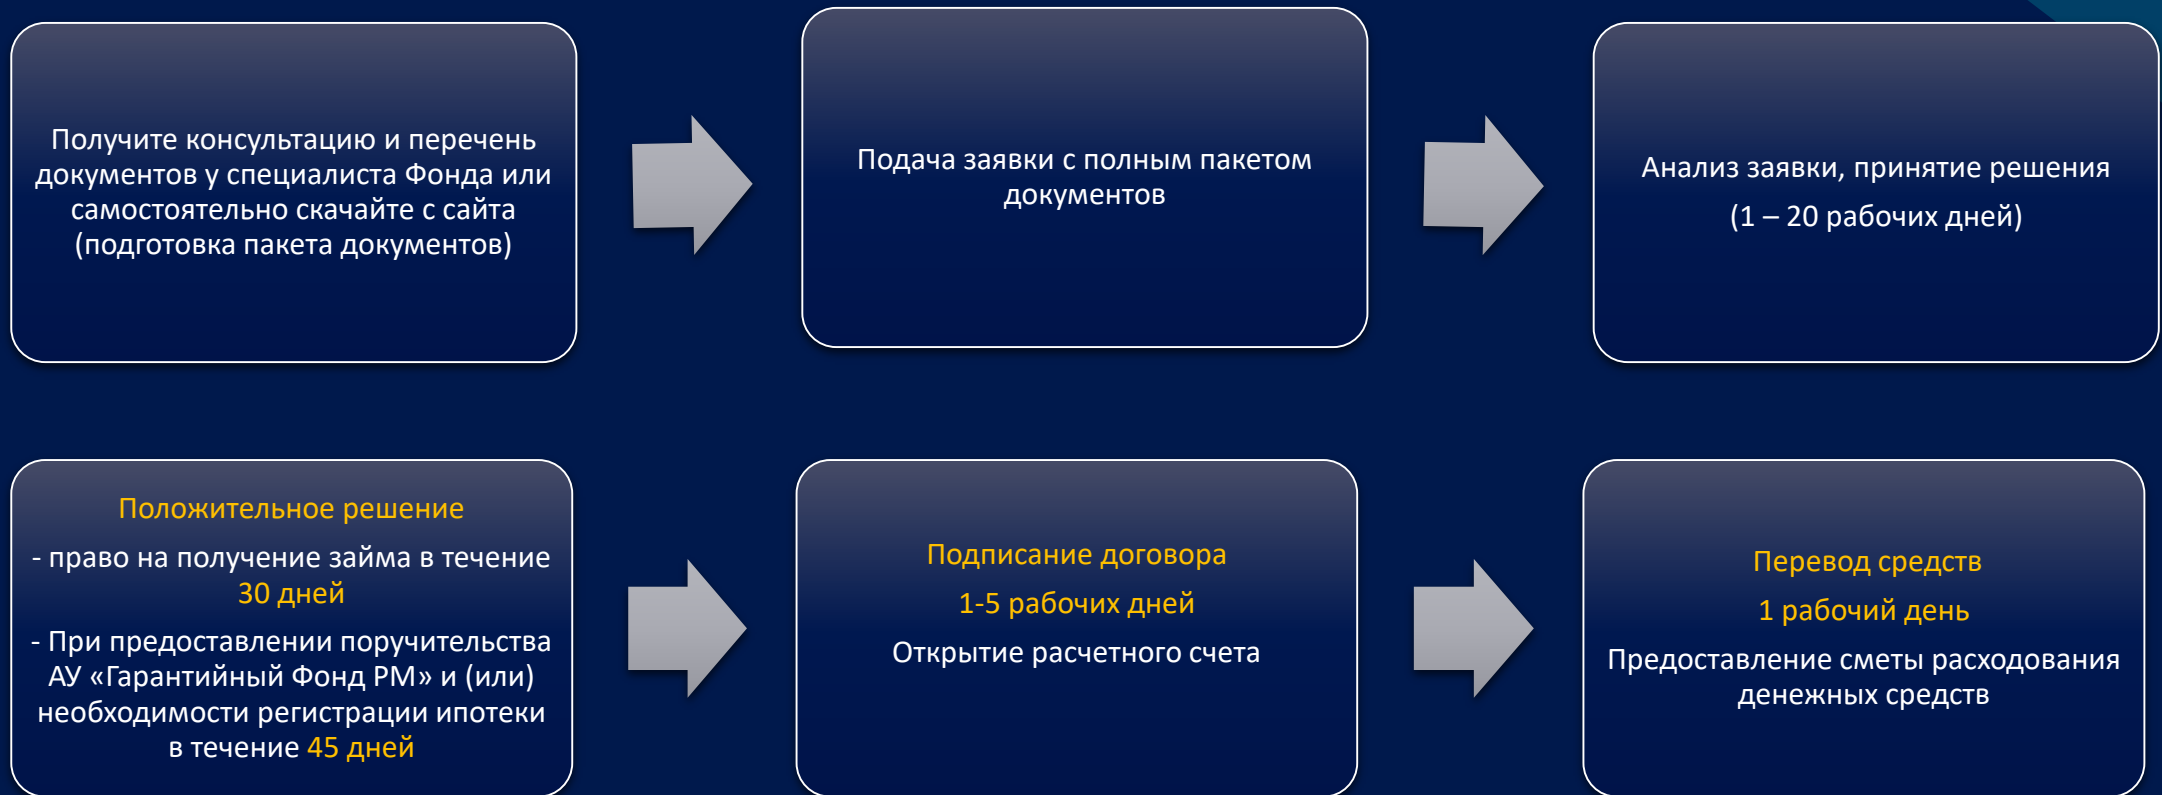 Получите консультацию и перечень
документов у специалиста Фонда или
самостоятельно скачайте с сайта
(подготовка пакета документов)
Подача заявки с полным пакетом
документов
Анализ заявки, принятие решения
(1 – 20 рабочих дней)
Положительное решение
- право на получение займа в течение
30 дней
- При предоставлении поручительства
АУ «Гарантийный Фонд РМ» и (или)
необходимости регистрации ипотеки
в течение 45 дней
Подписание договора
1-5 рабочих дней
Открытие расчетного счета
Перевод средств
1 рабочий день
Предоставление сметы расходования
денежных средств